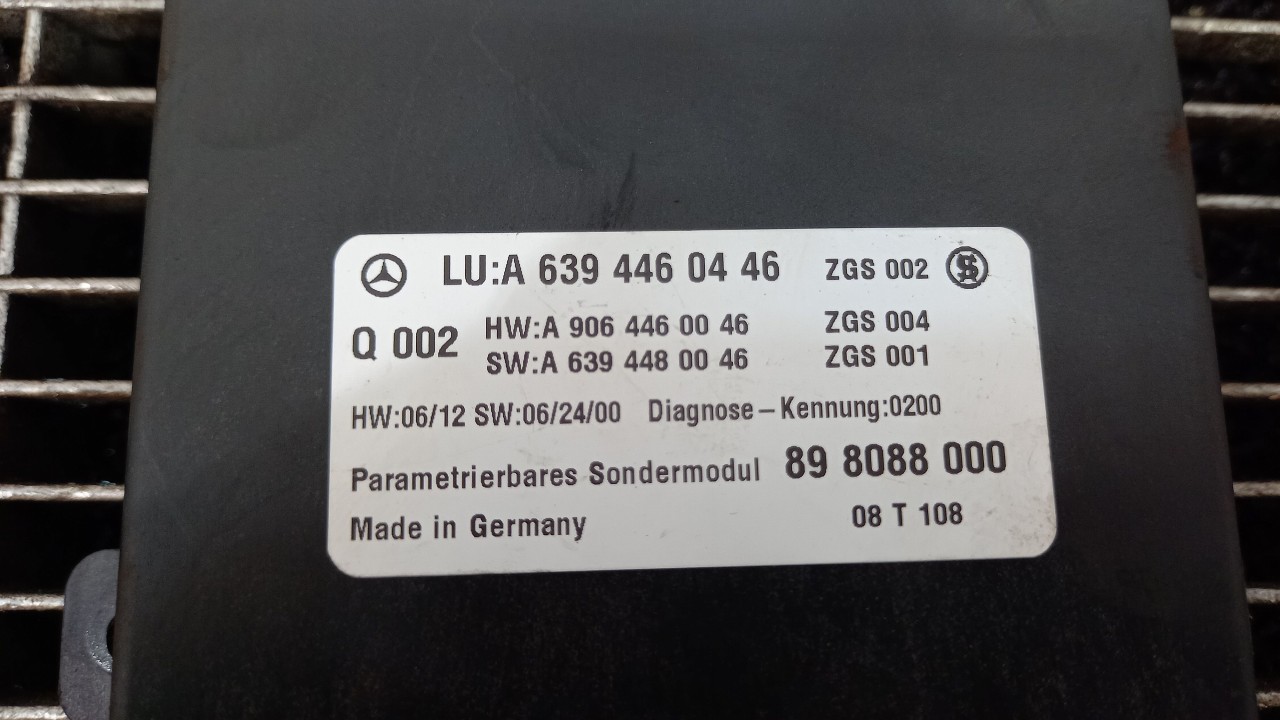 LU:A 639 446 04 46 ZGS 002
Q 002 HW:A 906 446 00 46 ZGS 004
SW:A 639 448 00 46 ZGS 001
HW:06/12 SW:06/24/00 Diagnose-Kennung:0200
Parametrierbares Sondermodul 89 8088 000
Made in Germany 08 T 108